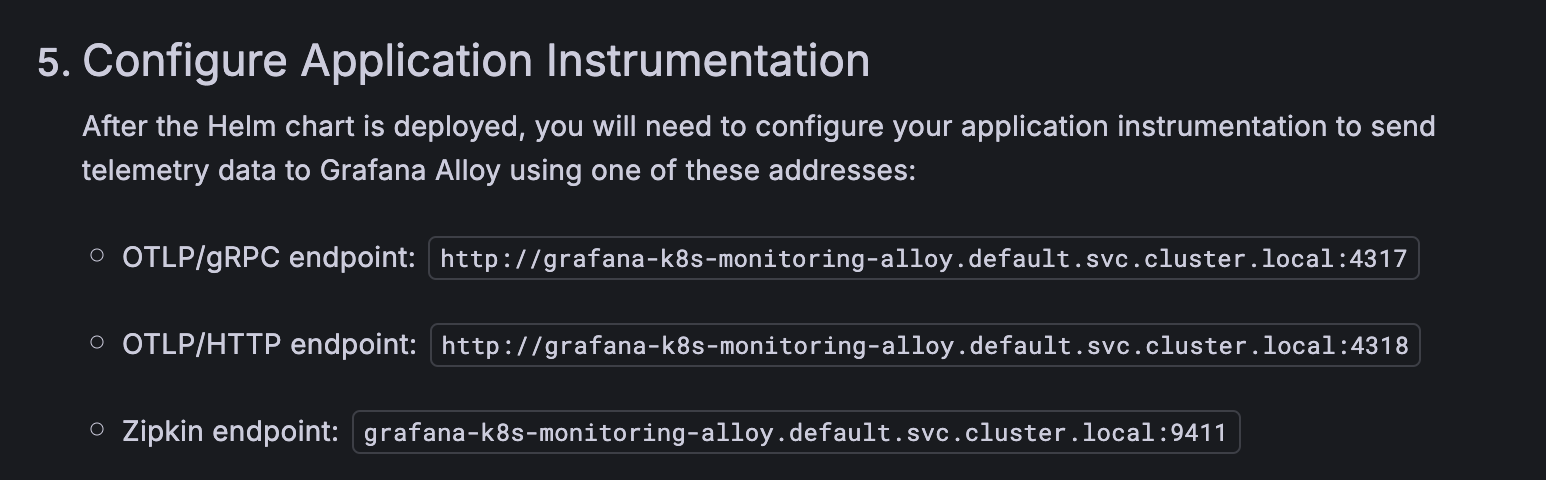 5. Configure Application Instrumentation
After the Helm chart is deployed, you will need to configure your application instrumentation to send
telemetry data to Grafana Alloy using one of these addresses:
OTLP/gRPC endpoint: http://grafana-k8s-monitoring-alloy.default.svc.cluster.local:4317
OTLP/HTTP endpoint: http://grafana-k8s-monitoring-alloy.default.svc.cluster.local:4318
Zipkin endpoint: grafana-k8s-monitoring-alloy.default.svc.cluster.local:9411